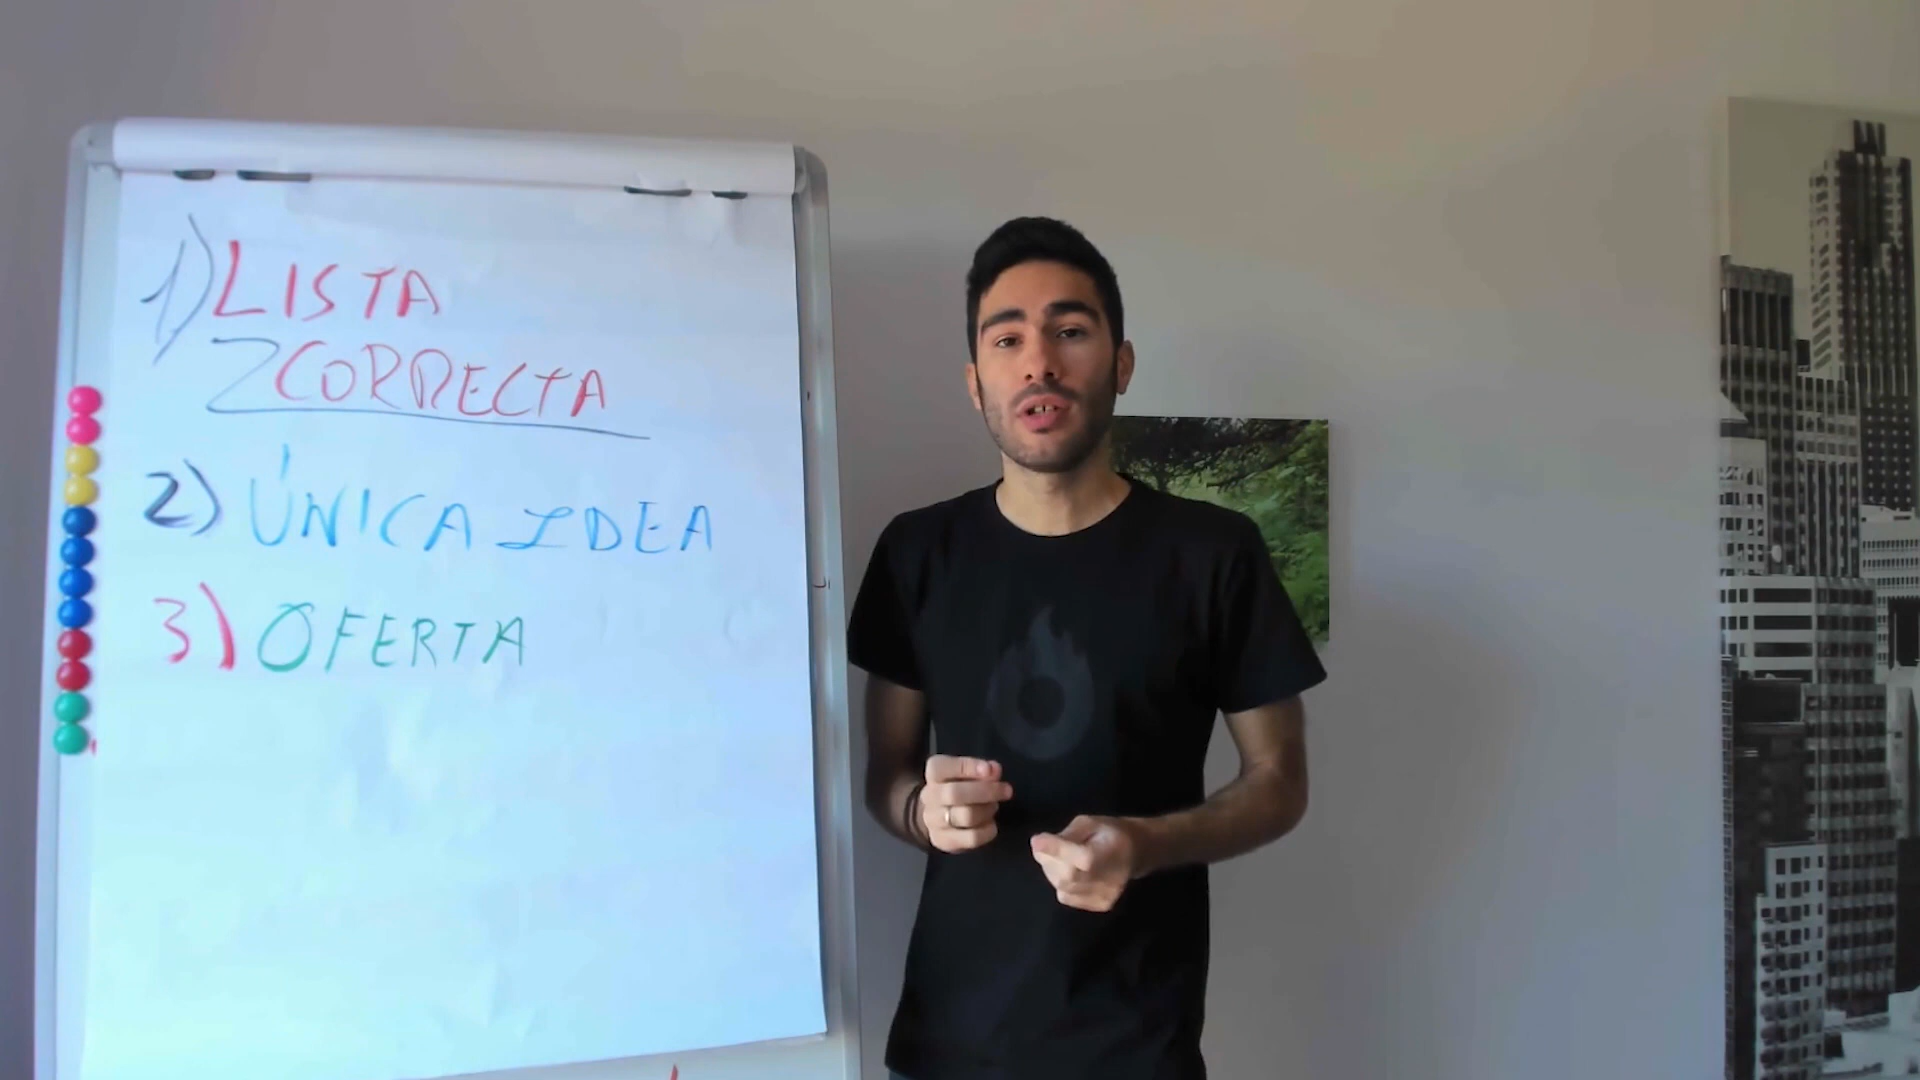 1) LISTA
CORRECTA
2) ÚNICA IDEA
3) OFERTA